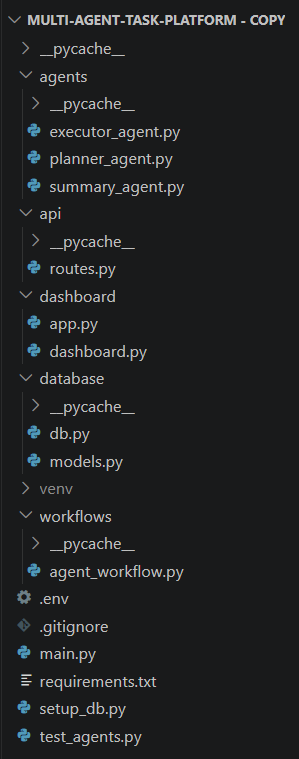 MULTI-AGENT-TASK-PLATFORM - COPY
__pycache__
agents
__pycache__
executor_agent.py
planner_agent.py
summary_agent.py
api
__pycache__
routes.py
dashboard
app.py
dashboard.py
database
__pycache__
db.py
models.py
venv
workflows
__pycache__
agent_workflow.py
.env
.gitignore
main.py
requirements.txt
setup_db.py
test_agents.py